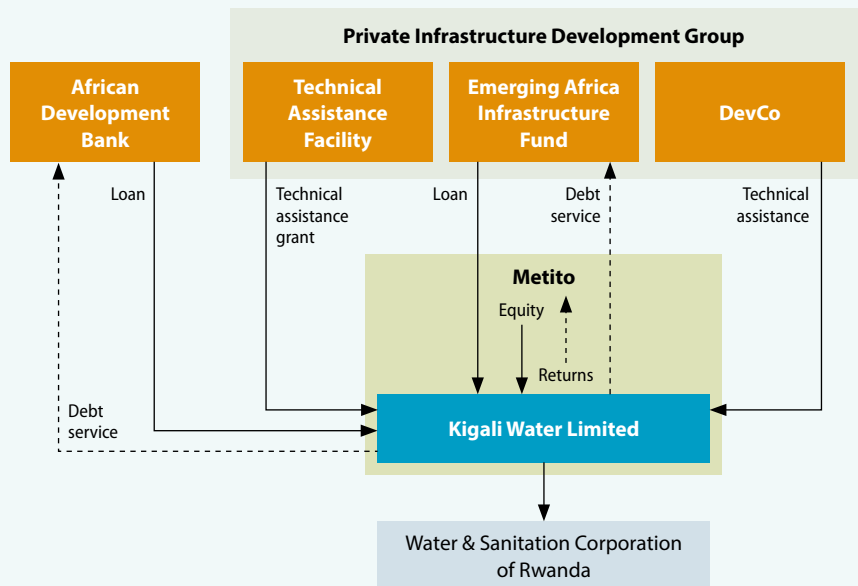 Private Infrastructure Development Group
African
Development
Bank
Technical
Assistance
Facility
Emerging Africa
Infrastructure
Fund
DevCo
Loan
Technical
assistance
grant
Loan
Debt
service
Technical
assistance
Metito
Equity
Returns
Debt
service
Kigali Water Limited
Water & Sanitation Corporation
of Rwanda